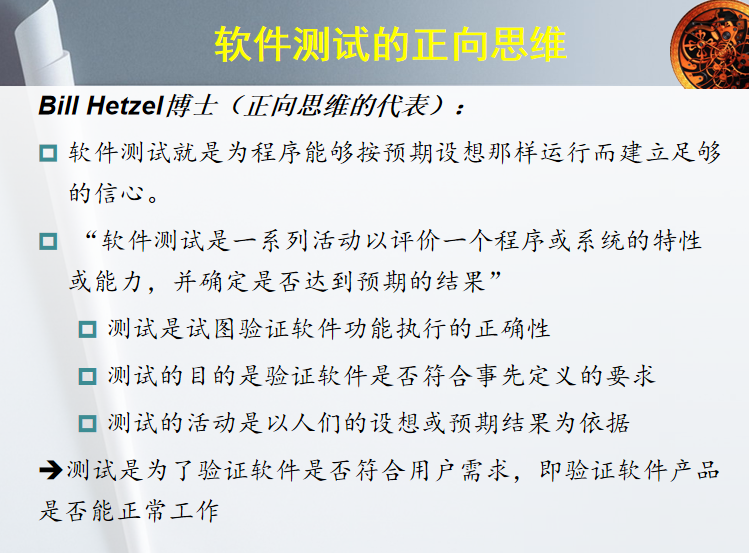 软件测试的正向思维
Bill Hetzel博士（正向思维的代表）：
软件测试就是为程序能够按预期设想那样运行而建立足够
的信心。
“软件测试是一系列活动以评价一个程序或系统的特性
或能力，并确定是否达到预期的结果”
测试是试图验证软件功能执行的正确性
测试的目的是验证软件是否符合事先定义的要求
测试的活动是以人们的设想或预期结果为依据
➔测试是为了验证软件是否符合用户需求，即验证软件产品
是否能正常工作